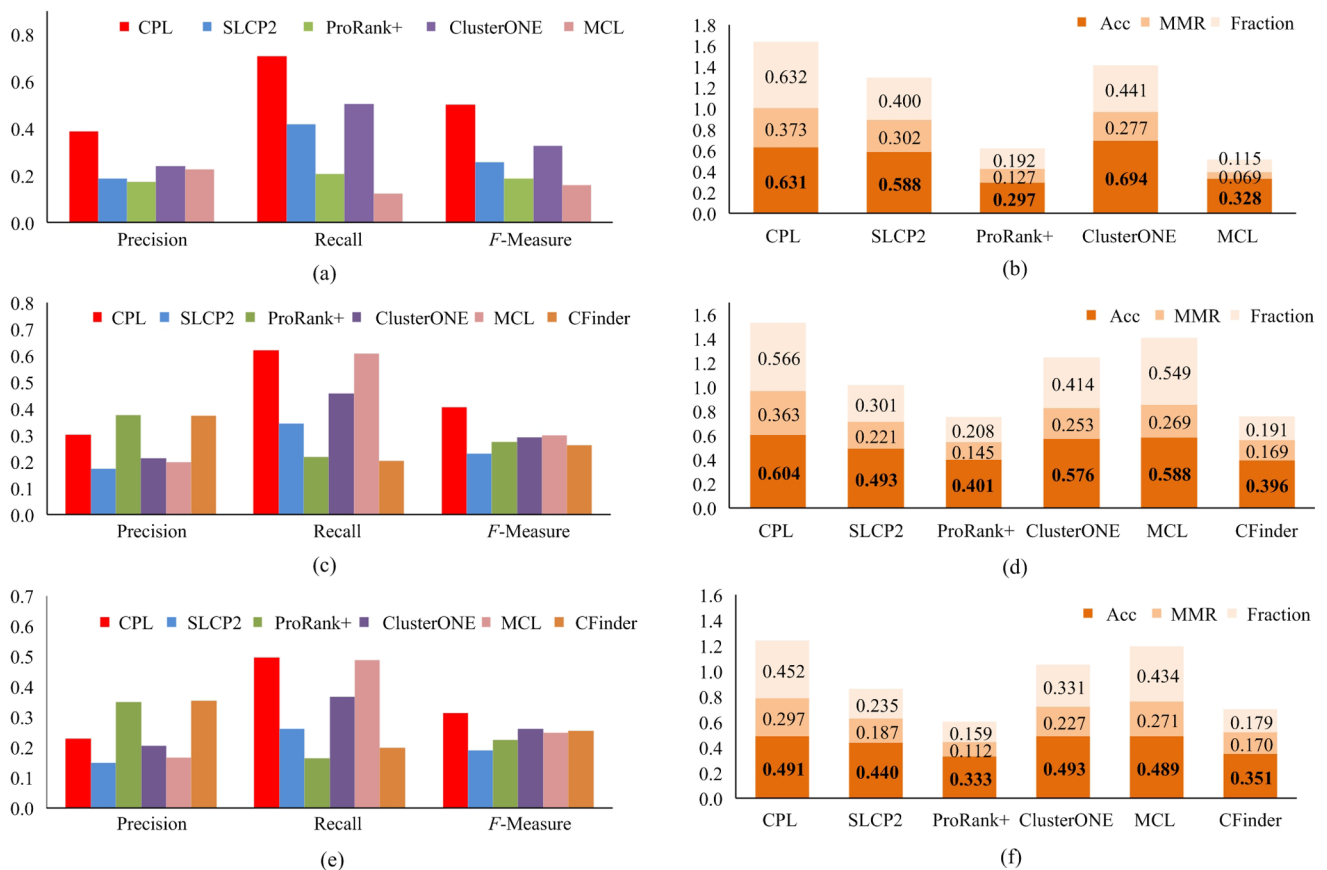 CPL SLCP2 ProRank+ ClusterONE MCL
0.8
0.6
0.4
0.2
0.0
Precision Recall F-Measure
(a)
Acc MMR Fraction
1.8
1.6
1.4
1.2
1.0
0.8
0.6
0.4
0.2
0.0
0.632 0.400 0.192 0.441 0.115
0.373 0.302 0.127 0.277 0.069
0.631 0.588 0.297 0.694 0.328
CPL SLCP2 ProRank+ ClusterONE MCL
(b)
CPL SLCP2 ProRank+ ClusterONE MCL CFinder
0.8
0.7
0.6
0.5
0.4
0.3
0.2
0.1
0.0
Precision Recall F-Measure
(c)
Acc MMR Fraction
1.6
1.4
1.2
1.0
0.8
0.6
0.4
0.2
0.0
0.566 0.301 0.208 0.414 0.549 0.191
0.363 0.221 0.145 0.253 0.269 0.169
0.604 0.493 0.401 0.576 0.588 0.396
CPL SLCP2 ProRank+ ClusterONE MCL CFinder
(d)
CPL SLCP2 ProRank+ ClusterONE MCL CFinder
0.7
0.6
0.5
0.4
0.3
0.2
0.1
0.0
Precision Recall F-Measure
(e)
Acc MMR Fraction
1.6
1.4
1.2
1.0
0.8
0.6
0.4
0.2
0.0
0.452 0.235 0.159 0.331 0.434 0.179
0.297 0.187 0.112 0.227 0.271 0.170
0.491 0.440 0.333 0.493 0.489 0.351
CPL SLCP2 ProRank+ ClusterONE MCL CFinder
(f)